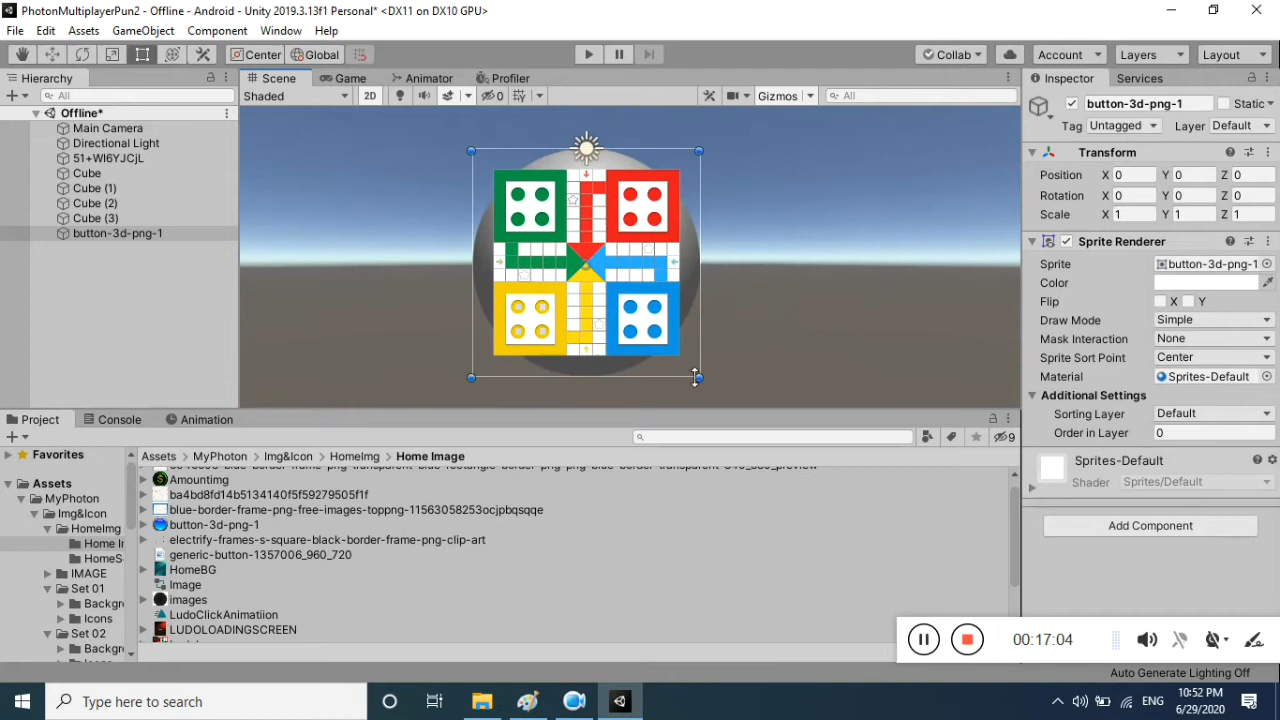 PhotonMultiplayerPun2 - Offline - Android - Unity 2019.3.13f1 Personal* <DX11 on DX10 GPU>
File Edit Assets GameObject Component Window Help
Center Global Collab Account Layers Layout
Hierarchy Scene Game Animator Profiler Inspector Services
All Shaded 2D 0 Gizmos All button-3d-png-1 Static
Offline* Tag Untagged Layer Default
Main Camera
Directional Light Transform
51+WI6YJCjL
Cube Position X 0 Y 0 Z 0
Cube (1) Rotation X 0 Y 0 Z 0
Cube (2)
Cube (3) Scale X 1 Y 1 Z 1
button-3d-png-1 Sprite Renderer
Sprite button-3d-png-1
Color
Flip X Y
Draw Mode Simple
Mask Interaction None
Sprite Sort Point Center
Material Sprites-Default
Additional Settings
Sorting Layer Default
Order in Layer 0
Sprites-Default
Shader Sprites/Default
Add Component
Project Console Animation
9
Favorites Assets MyPhoton Img&Icon HomeImg Home Image
Assets Amountimg
MyPhoton ba4bd8fd14b5134140f5f59279505f1f
Img&Icon blue-border-frame-png-free-images-toppng-11563058253ocjpbqsqqe
HomeImg button-3d-png-1
Home Ir electrify-frames-s-square-black-border-frame-png-clip-art
HomeS generic-button-1357006_960_720
IMAGE HomeBG
Set 01 Image
Backgr images
Icons LudoClickAnimatiion
Set 02 LUDOLOADINGSCREEN
Backgr
00:17:04
Auto Generate Lighting Off
Type here to search ENG 10:52 PM
6/29/2020